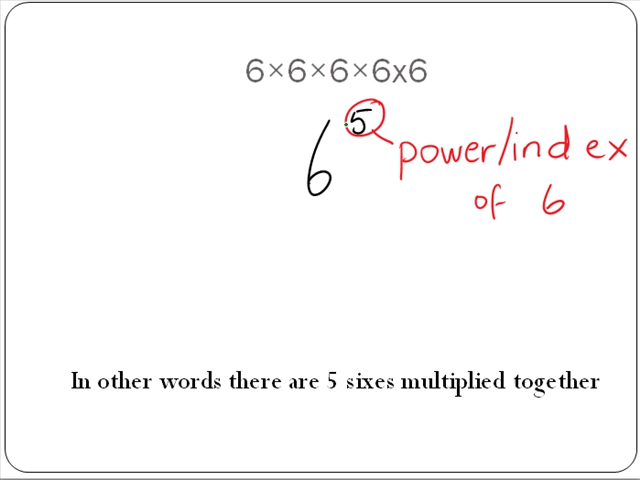 6×6×6×6x6
6⁵
power/index
of 6
In other words there are 5 sixes multiplied together